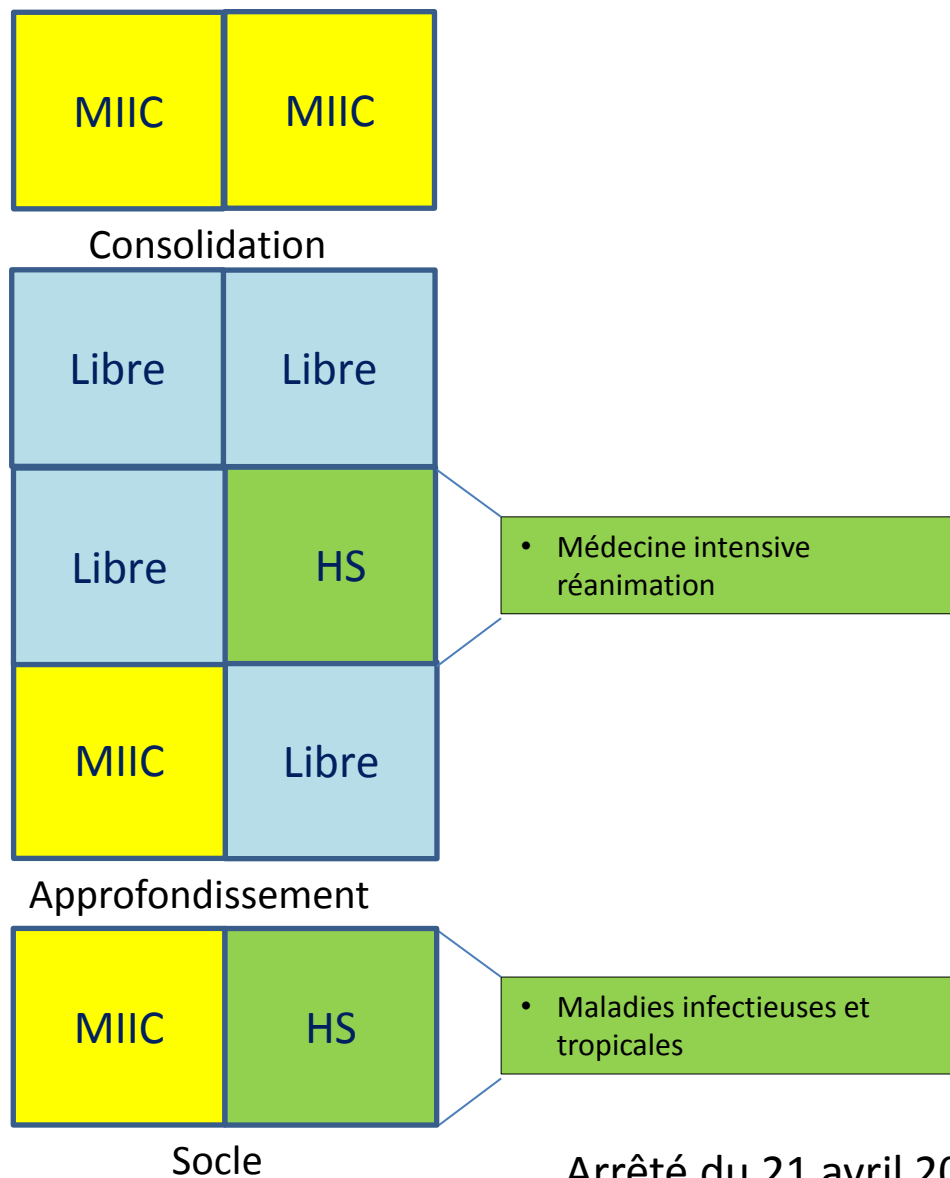 MIIC MIIC
Consolidation
Libre Libre
Libre HS
• Médecine intensive
réanimation
MIIC Libre
Approfondissement
MIIC HS
• Maladies infectieuses et
tropicales
Socle
Arrêté du 21 avril 20